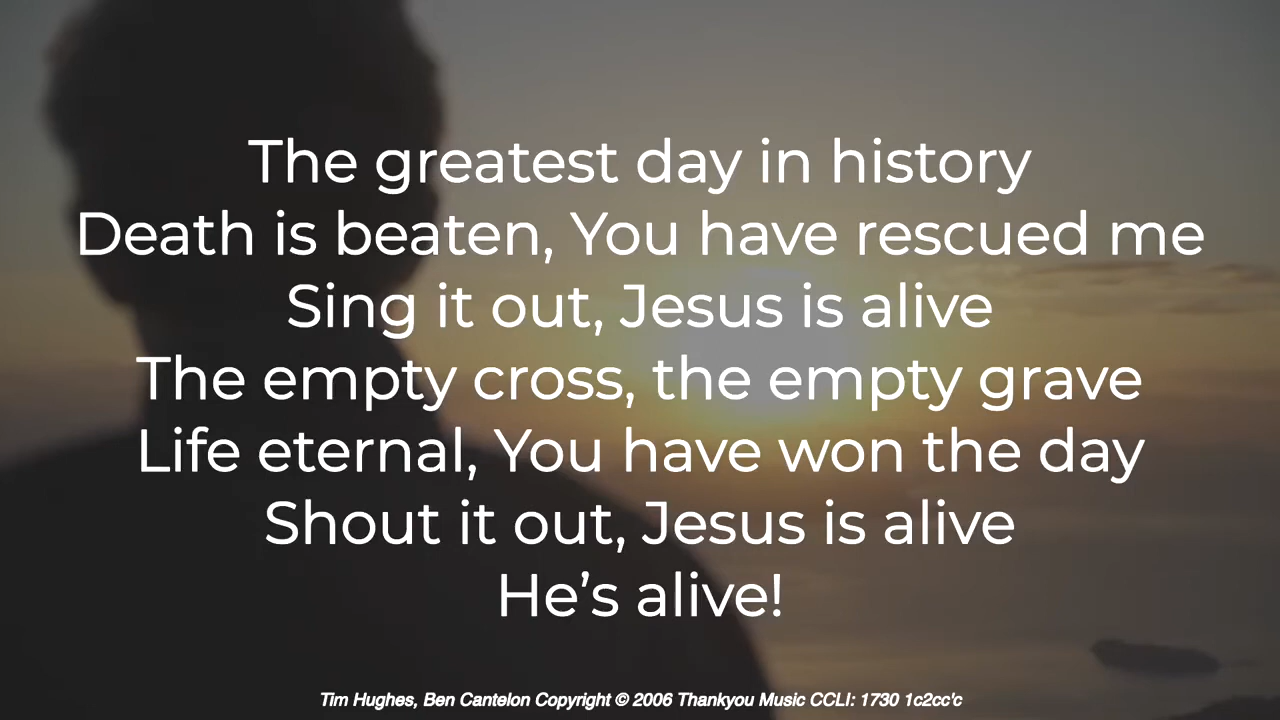 The greatest day in history
Death is beaten, You have rescued me
Sing it out, Jesus is alive
The empty cross, the empty grave
Life eternal, You have won the day
Shout it out, Jesus is alive
He’s alive!
Tim Hughes, Ben Cantelon Copyright © 2006 Thankyou Music CCLI: 1730 1c2cc'c